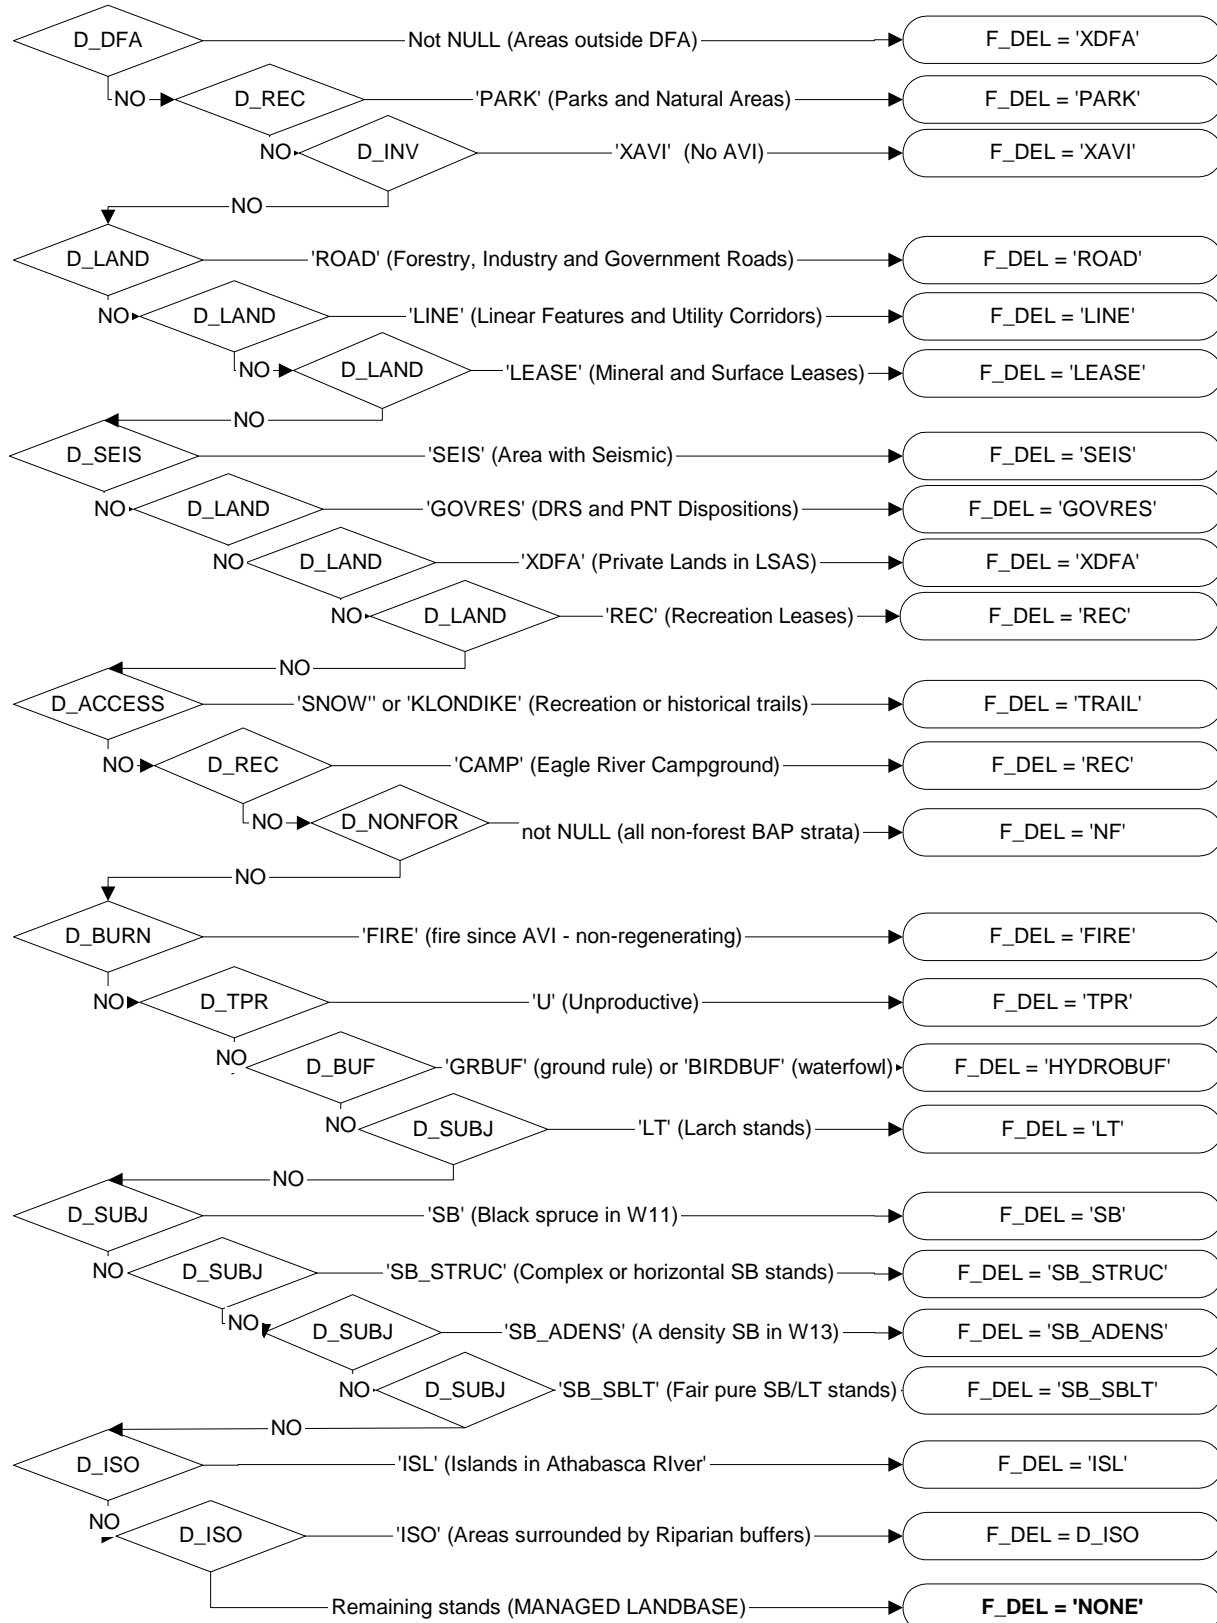 D_DFA Not NULL (Areas outside DFA) F_DEL = 'XDFA'
NO D_REC 'PARK' (Parks and Natural Areas) F_DEL = 'PARK'
NO D_INV 'XAVI' (No AVI) F_DEL = 'XAVI'
NO
D_LAND 'ROAD' (Forestry, Industry and Government Roads) F_DEL = 'ROAD'
NO D_LAND 'LINE' (Linear Features and Utility Corridors) F_DEL = 'LINE'
NO D_LAND 'LEASE' (Mineral and Surface Leases) F_DEL = 'LEASE'
NO
D_SEIS 'SEIS' (Area with Seismic) F_DEL = 'SEIS'
NO D_LAND 'GOVRES' (DRS and PNT Dispositions) F_DEL = 'GOVRES'
NO D_LAND 'XDFA' (Private Lands in LSAS) F_DEL = 'XDFA'
NO D_LAND 'REC' (Recreation Leases) F_DEL = 'REC'
NO
D_ACCESS 'SNOW'' or 'KLONDIKE' (Recreation or historical trails) F_DEL = 'TRAIL'
NO D_REC 'CAMP' (Eagle River Campground) F_DEL = 'REC'
NO D_NONFOR not NULL (all non-forest BAP strata) F_DEL = 'NF'
NO
D_BURN 'FIRE' (fire since AVI - non-regenerating) F_DEL = 'FIRE'
NO D_TPR 'U' (Unproductive) F_DEL = 'TPR'
NO D_BUF 'GRBUF' (ground rule) or 'BIRDBUF' (waterfowl) F_DEL = 'HYDROBUF'
NO D_SUBJ 'LT' (Larch stands) F_DEL = 'LT'
NO
D_SUBJ 'SB' (Black spruce in W11) F_DEL = 'SB'
NO D_SUBJ 'SB_STRUC' (Complex or horizontal SB stands) F_DEL = 'SB_STRUC'
NO D_SUBJ 'SB_ADENS' (A density SB in W13) F_DEL = 'SB_ADENS'
NO D_SUBJ 'SB_SBLT' (Fair pure SB/LT stands) F_DEL = 'SB_SBLT'
NO
D_ISO 'ISL' (Islands in Athabasca RIver' F_DEL = 'ISL'
NO D_ISO 'ISO' (Areas surrounded by Riparian buffers) F_DEL = D_ISO
Remaining stands (MANAGED LANDBASE) F_DEL = 'NONE'